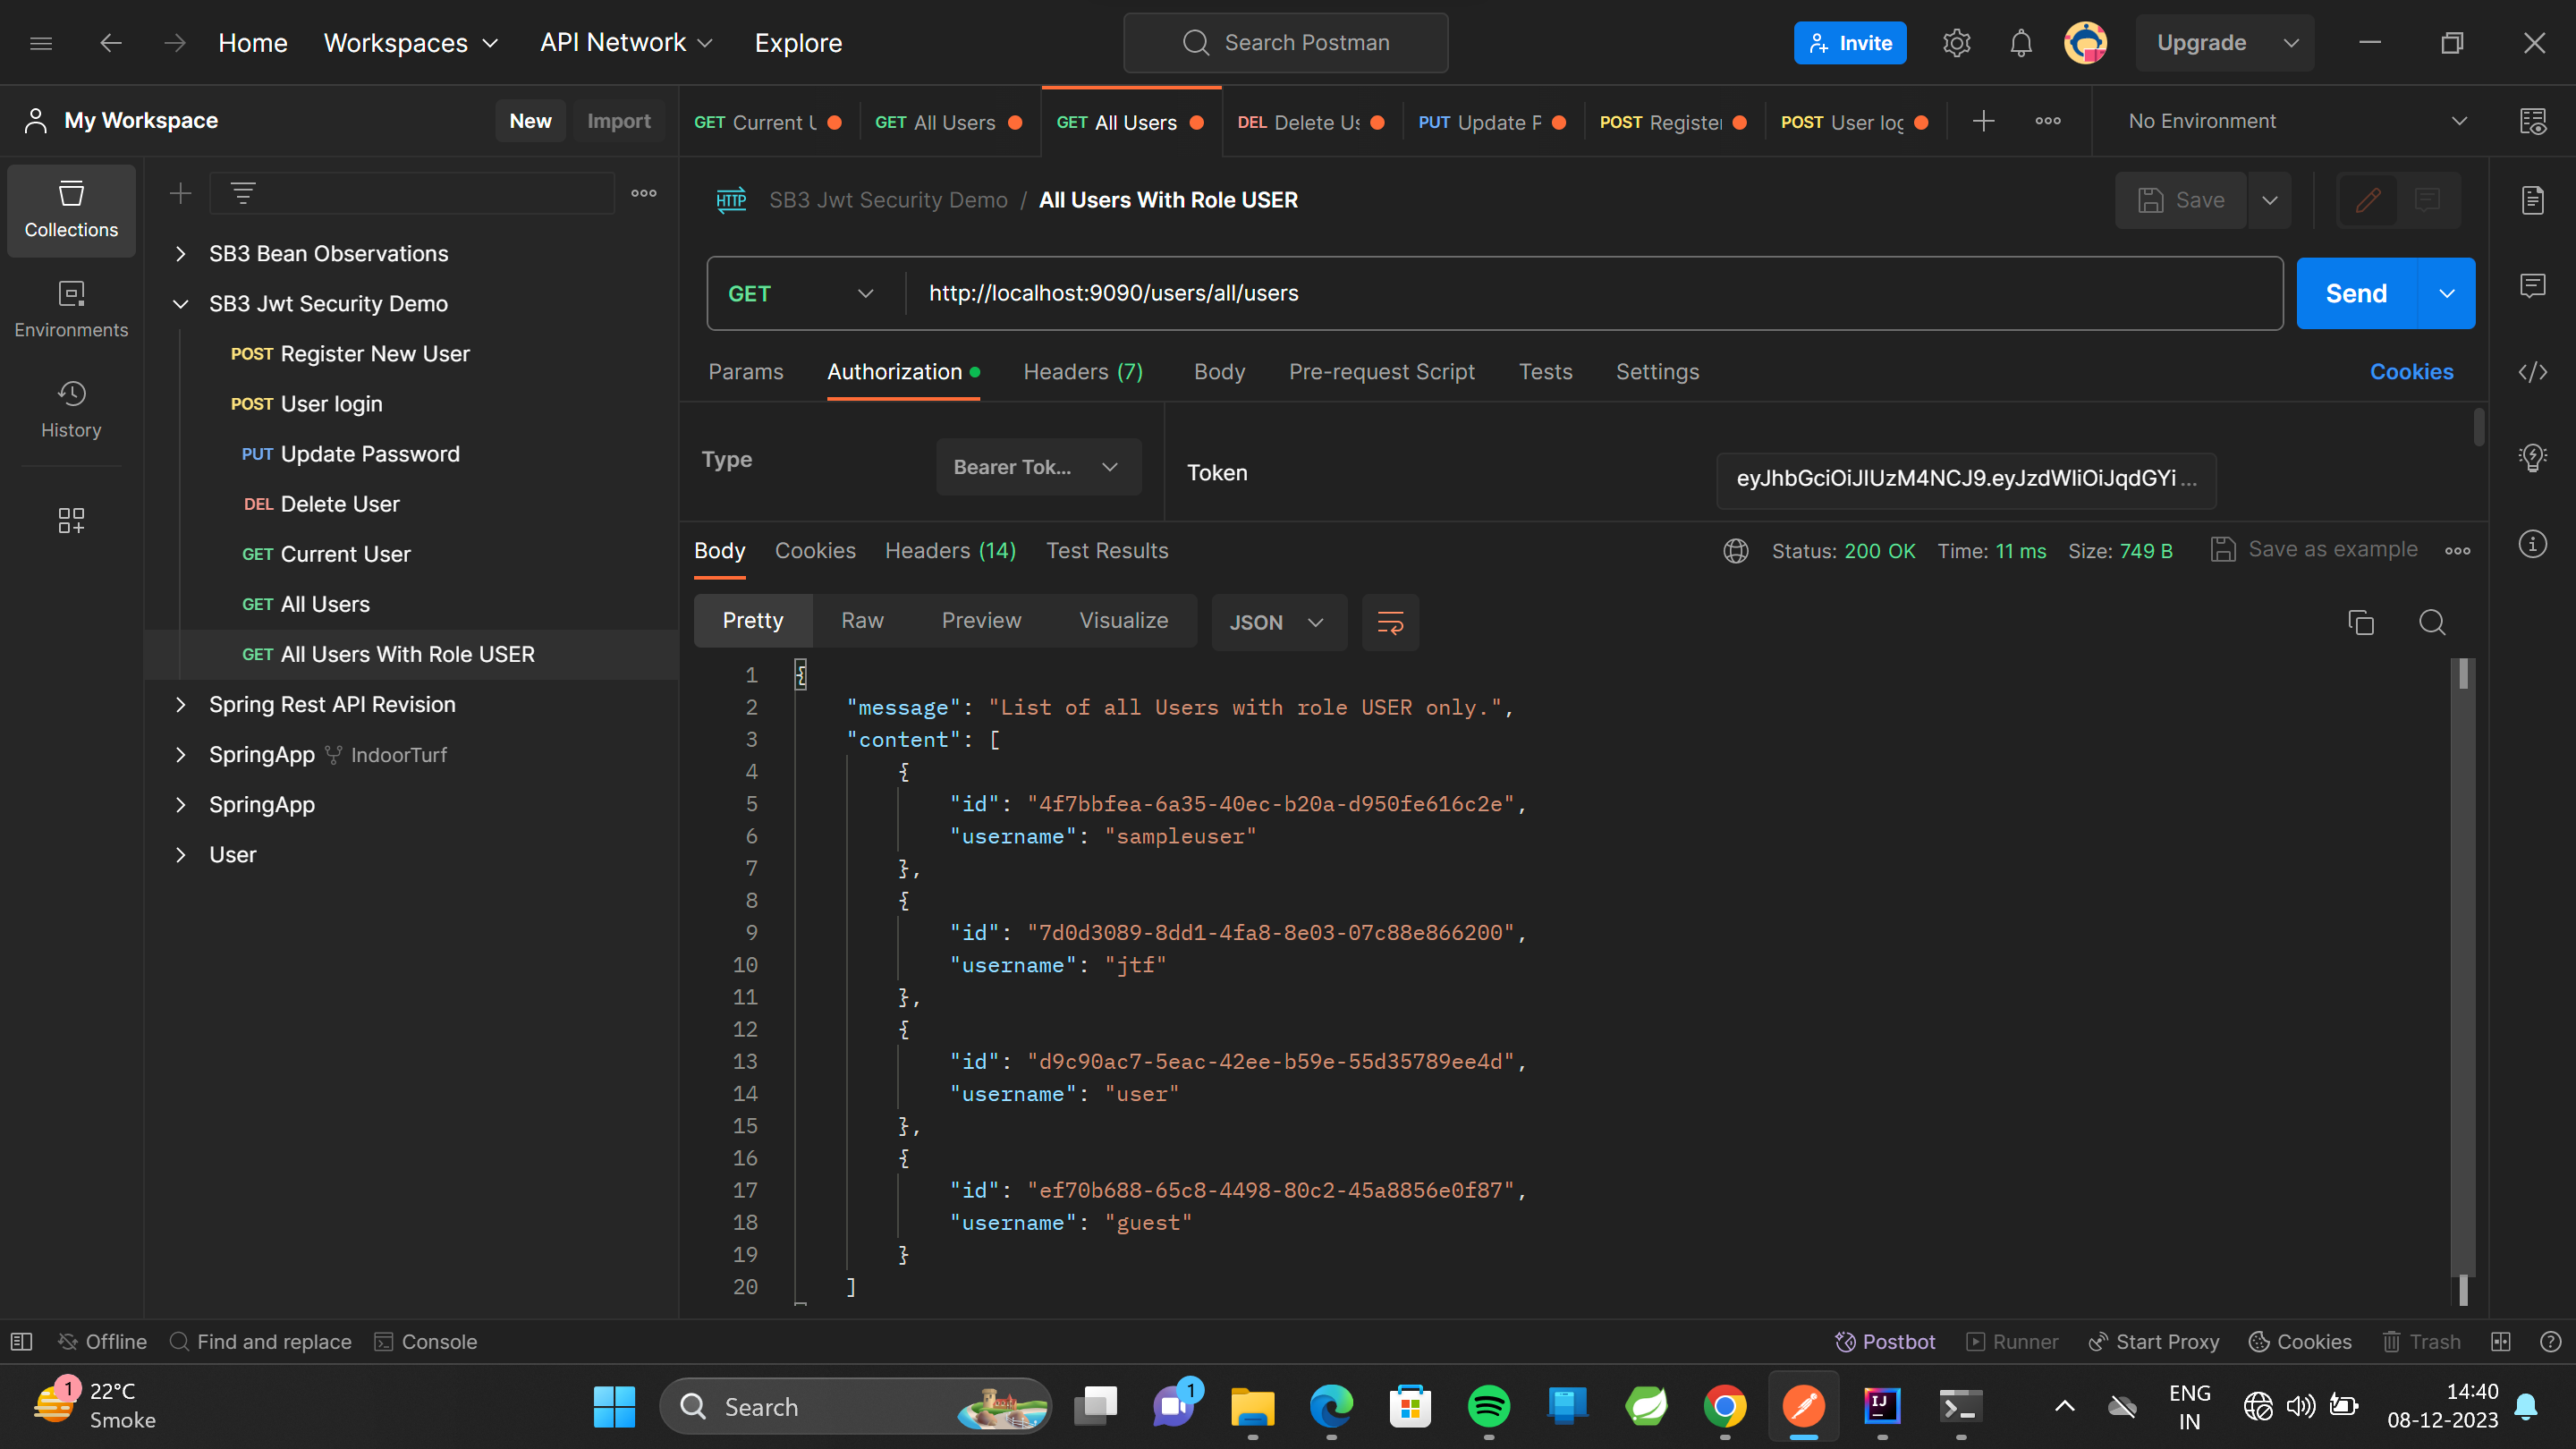 Home Workspaces API Network Explore Search Postman Invite Upgrade
My Workspace New Import GET Current U GET All Users GET All Users DEL Delete Us PUT Update P POST Register POST User log No Environment
Collections
Environments
History
SB3 Bean Observations
SB3 Jwt Security Demo
POST Register New User
POST User login
PUT Update Password
DEL Delete User
GET Current User
GET All Users
GET All Users With Role USER
Spring Rest API Revision
SpringApp IndoorTurf
SpringApp
User
HTTP SB3 Jwt Security Demo / All Users With Role USER Save
GET http://localhost:9090/users/all/users Send
Params Authorization Headers (7) Body Pre-request Script Tests Settings Cookies
Type Bearer Tok... Token eyJhbGciOiJIUzM4NCJ9.eyJzdWIiOiJqdGYi ...
Body Cookies Headers (14) Test Results Status: 200 OK Time: 11 ms Size: 749 B Save as example
Pretty Raw Preview Visualize JSON
1 {
2 "message": "List of all Users with role USER only.",
3 "content": [
4 {
5 "id": "4f7bbfea-6a35-40ec-b20a-d950fe616c2e",
6 "username": "sampleuser"
7 },
8 {
9 "id": "7d0d3089-8dd1-4fa8-8e03-07c88e866200",
10 "username": "jtf"
11 },
12 {
13 "id": "d9c90ac7-5eac-42ee-b59e-55d35789ee4d",
14 "username": "user"
15 },
16 {
17 "id": "ef70b688-65c8-4498-80c2-45a8856e0f87",
18 "username": "guest"
19 }
20 ]
Offline Find and replace Console Postbot Runner Start Proxy Cookies Trash
1 22°C
Smoke
Search
1
IJ
ENG
IN
14:40
08-12-2023